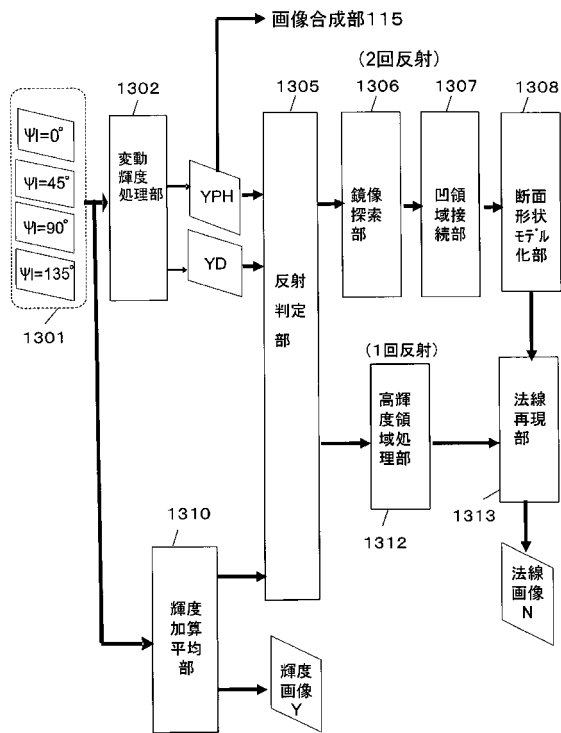 画像合成部115
(2回反射)
1302
1305
1306
1307
1308
ΨI=0°
ΨI=45°
ΨI=90°
ΨI=135°
1301
変動
輝度
処理部
YPH
YD
反射
判定
部
鏡像
探索
部
凹領
域接
続部
断面
形状
ﾓﾃﾞﾙ
化部
(1回反射)
高輝
度領
域処
理部
1312
法線
再現
部
1313
1310
輝度
加算
平均
部
輝度
画像
Y
法線
画像
N